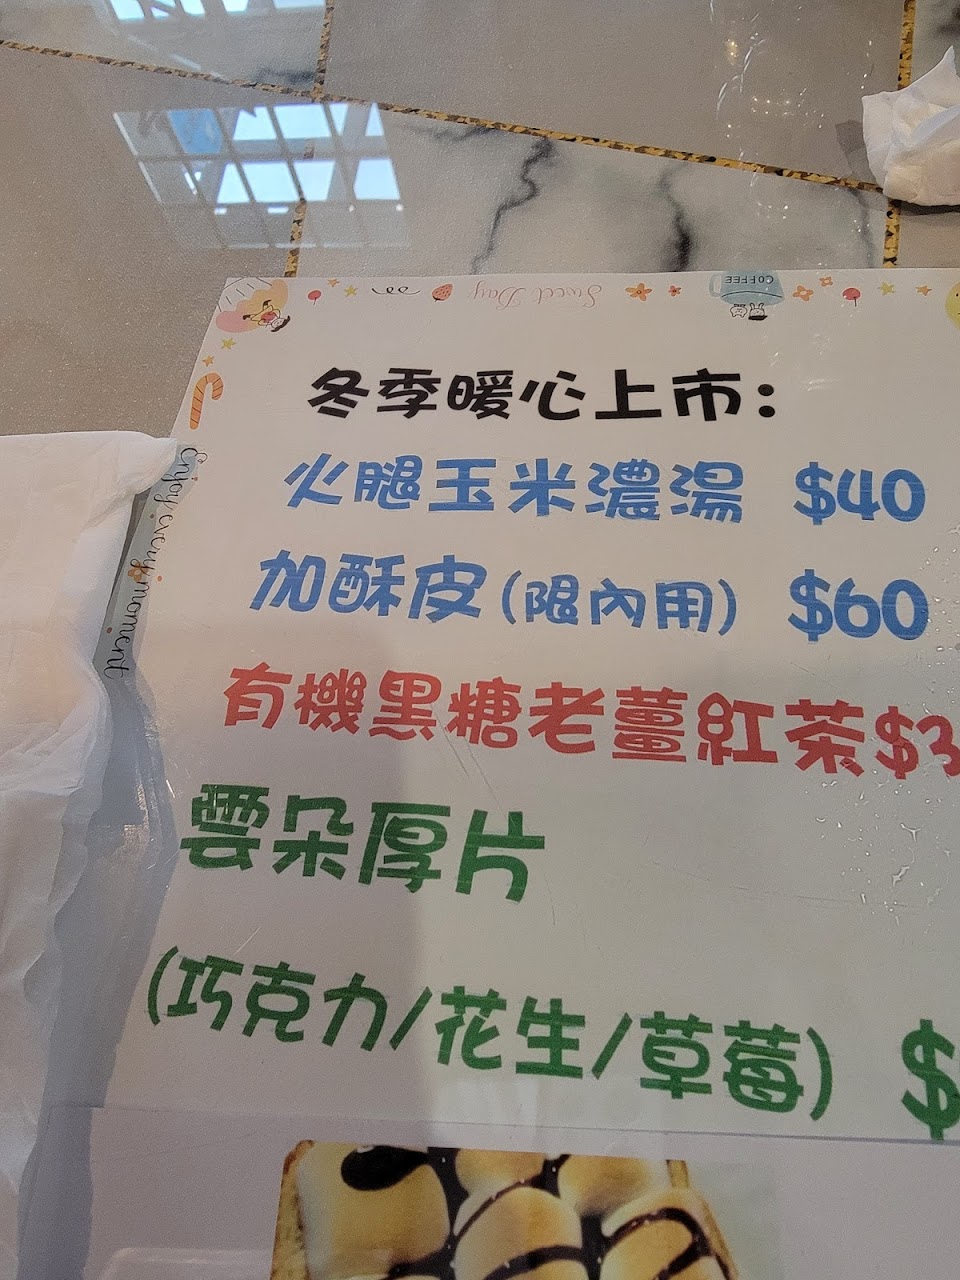 Sweet Day
COFFEE
Enjoy every moment
冬季暖心上市:
火腿玉米濃湯 $40
加酥皮(限內用) $60
有機黑糖老薑紅茶$3
雲朵厚片
(巧克力/花生/草莓) $